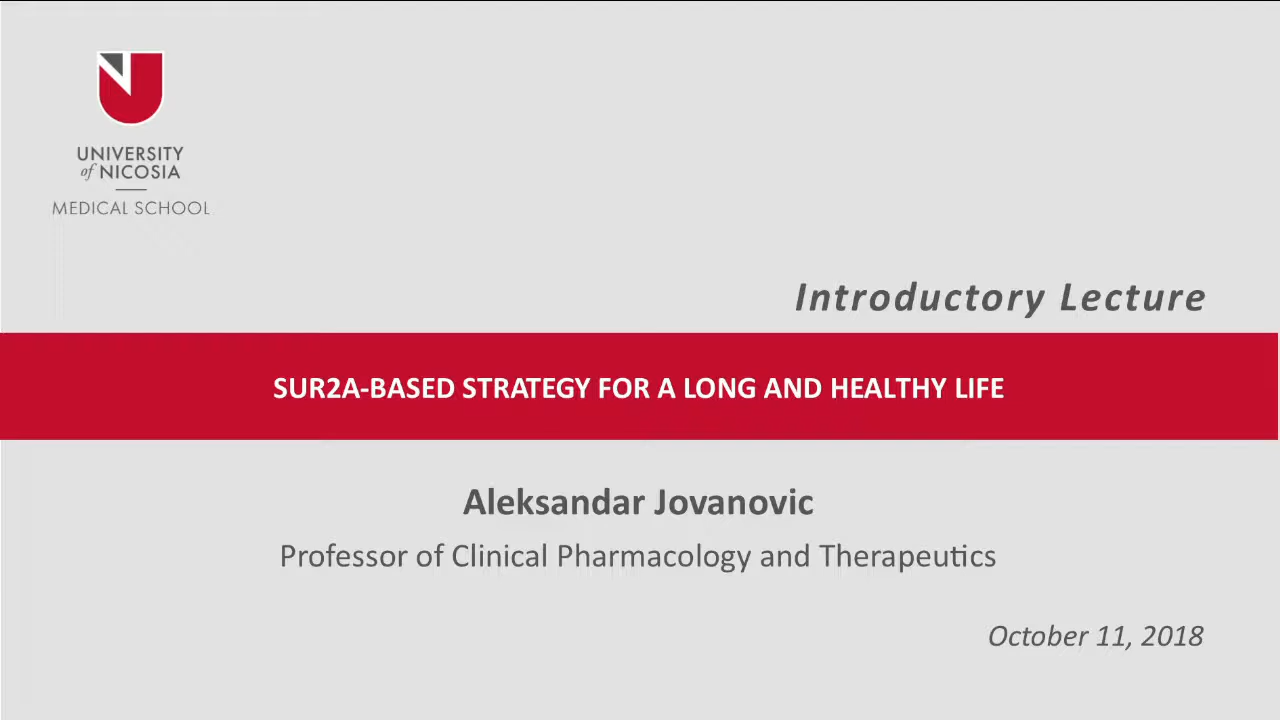 UNIVERSITY
of NICOSIA
MEDICAL SCHOOL
Introductory Lecture
SUR2A-BASED STRATEGY FOR A LONG AND HEALTHY LIFE
Aleksandar Jovanovic
Professor of Clinical Pharmacology and Therapeutics
October 11, 2018